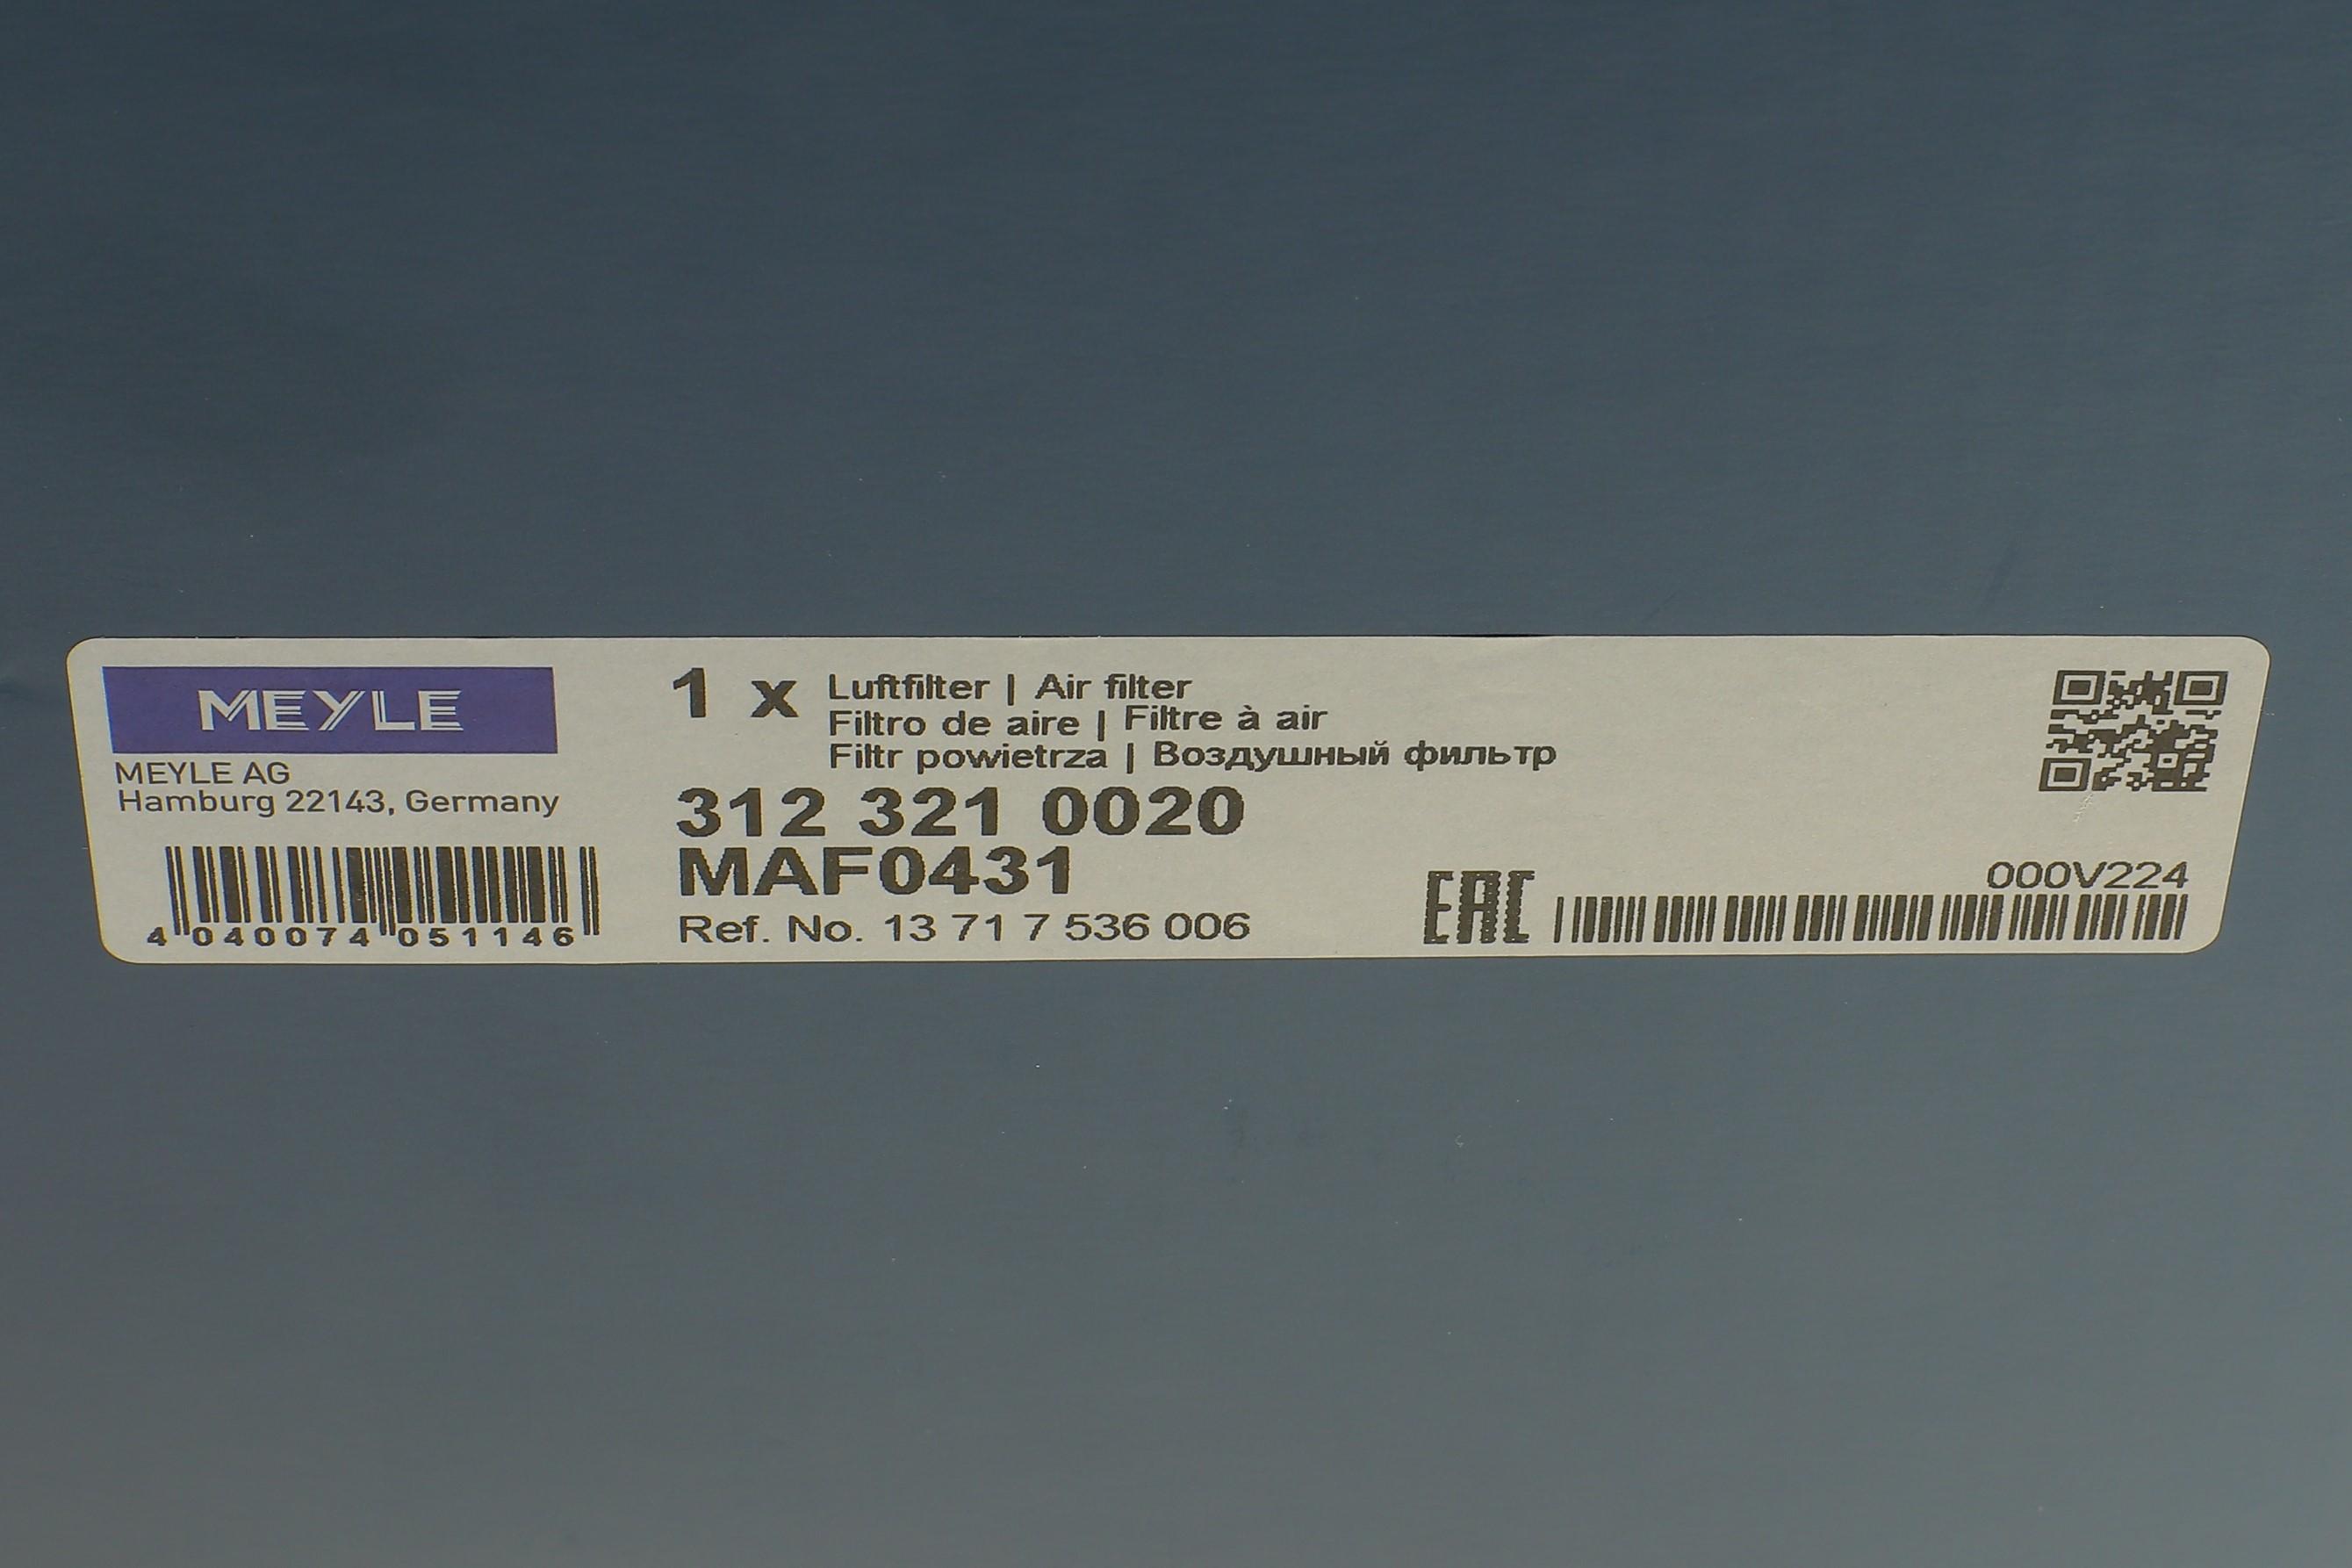 MEYLE
MEYLE AG
Hamburg 22143, Germany
4 040074 051146
1 x Luftfilter | Air filter
Filtro de aire | Filtre à air
Filtr powietrza | Воздушный фильтр
312 321 0020
MAF0431
Ref. No. 13 71 7 536 006
EAC
000V224